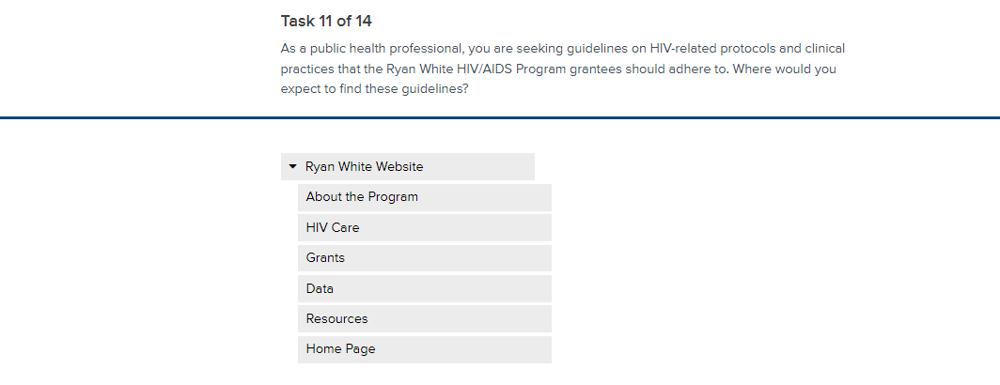 Task 11 of 14
As a public health professional, you are seeking guidelines on HIV-related protocols and clinical
practices that the Ryan White HIV/AIDS Program grantees should adhere to. Where would you
expect to find these guidelines?
Ryan White Website
About the Program
HIV Care
Grants
Data
Resources
Home Page